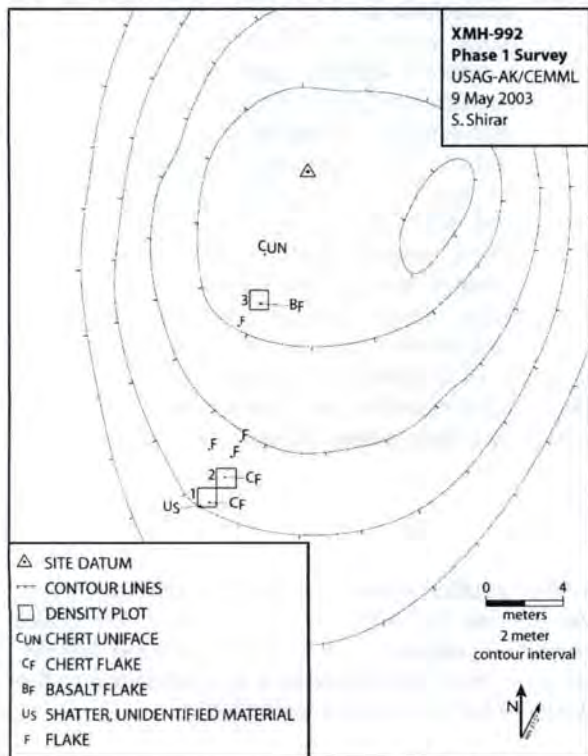 XMH-992
Phase 1 Survey
USAG-AK/CEMML
9 May 2003
S. Shirar
CUN
3 BF
F
F F
F
2 CF
1 CF
US
SITE DATUM
CONTOUR LINES
DENSITY PLOT
CUN CHERT UNIFACE
CF CHERT FLAKE
BF BASALT FLAKE
US SHATTER, UNIDENTIFIED MATERIAL
F FLAKE
0 4
meters
2 meter
contour interval
N